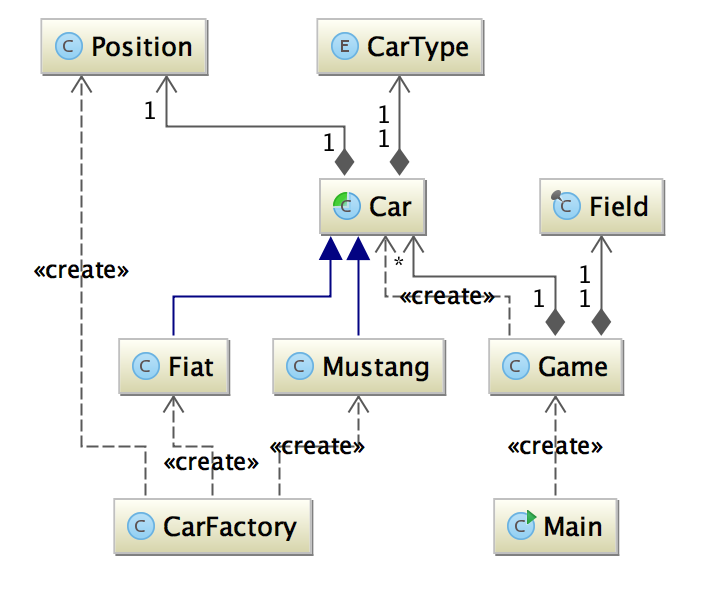 C Position
E CarType
1
1
1
1
C Car
C Field
«create»
*
«create»
1
1
1
C Fiat
C Mustang
C Game
«create»
«create»
«create»
C CarFactory
C Main